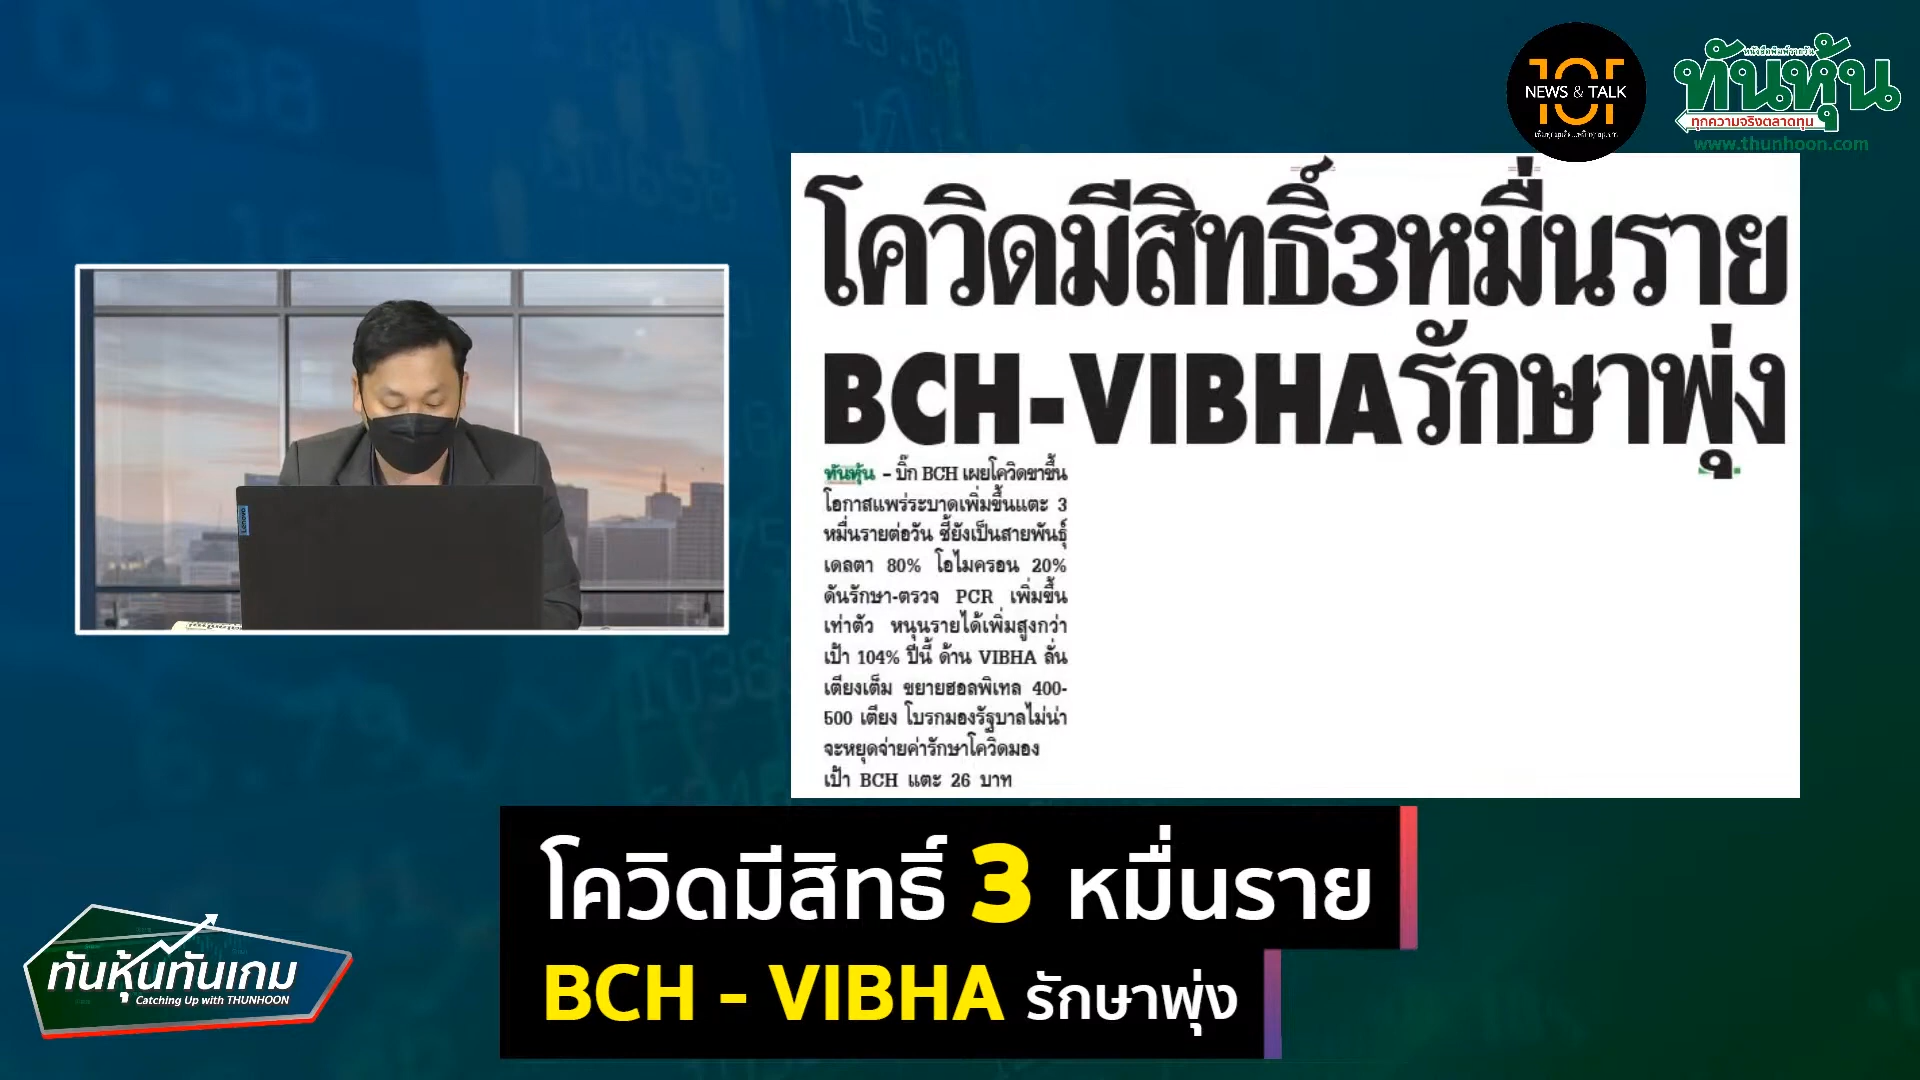 101
NEWS & TALK
หนังสือพิมพ์รายวัน
ทันหุ้น
ทุกความจริงตลาดทุน
www.thunhoon.com
โควิดมีสิทธิ์3หมื่นราย
BCH-VIBHAรักษาพุ่ง
ทันหุ้น – บิ๊ก BCH เผยโควิดขาขึ้น
โอกาสแพร่ระบาดเพิ่มขึ้นแตะ 3
หมื่นรายต่อวัน ชี้ยังเป็นสายพันธุ์
เดลตา 80% โอไมครอน 20%
ดันรักษา-ตรวจ PCR เพิ่มขึ้น
เท่าตัว หนุนรายได้เพิ่มสูงกว่า
เป้า 104% ปีนี้ ด้าน VIBHA ลั่น
เตียงเต็ม ขยายฮอลพิเทล 400-
500 เตียง โบรกมองรัฐบาลไม่น่า
จะหยุดจ่ายค่ารักษาโควิดมอง
เป้า BCH แตะ 26 บาท
Lenovo
โควิดมีสิทธิ์ 3 หมื่นราย
BCH - VIBHA รักษาพุ่ง
ทันหุ้นทันเกม
Catching Up with THUNHOON